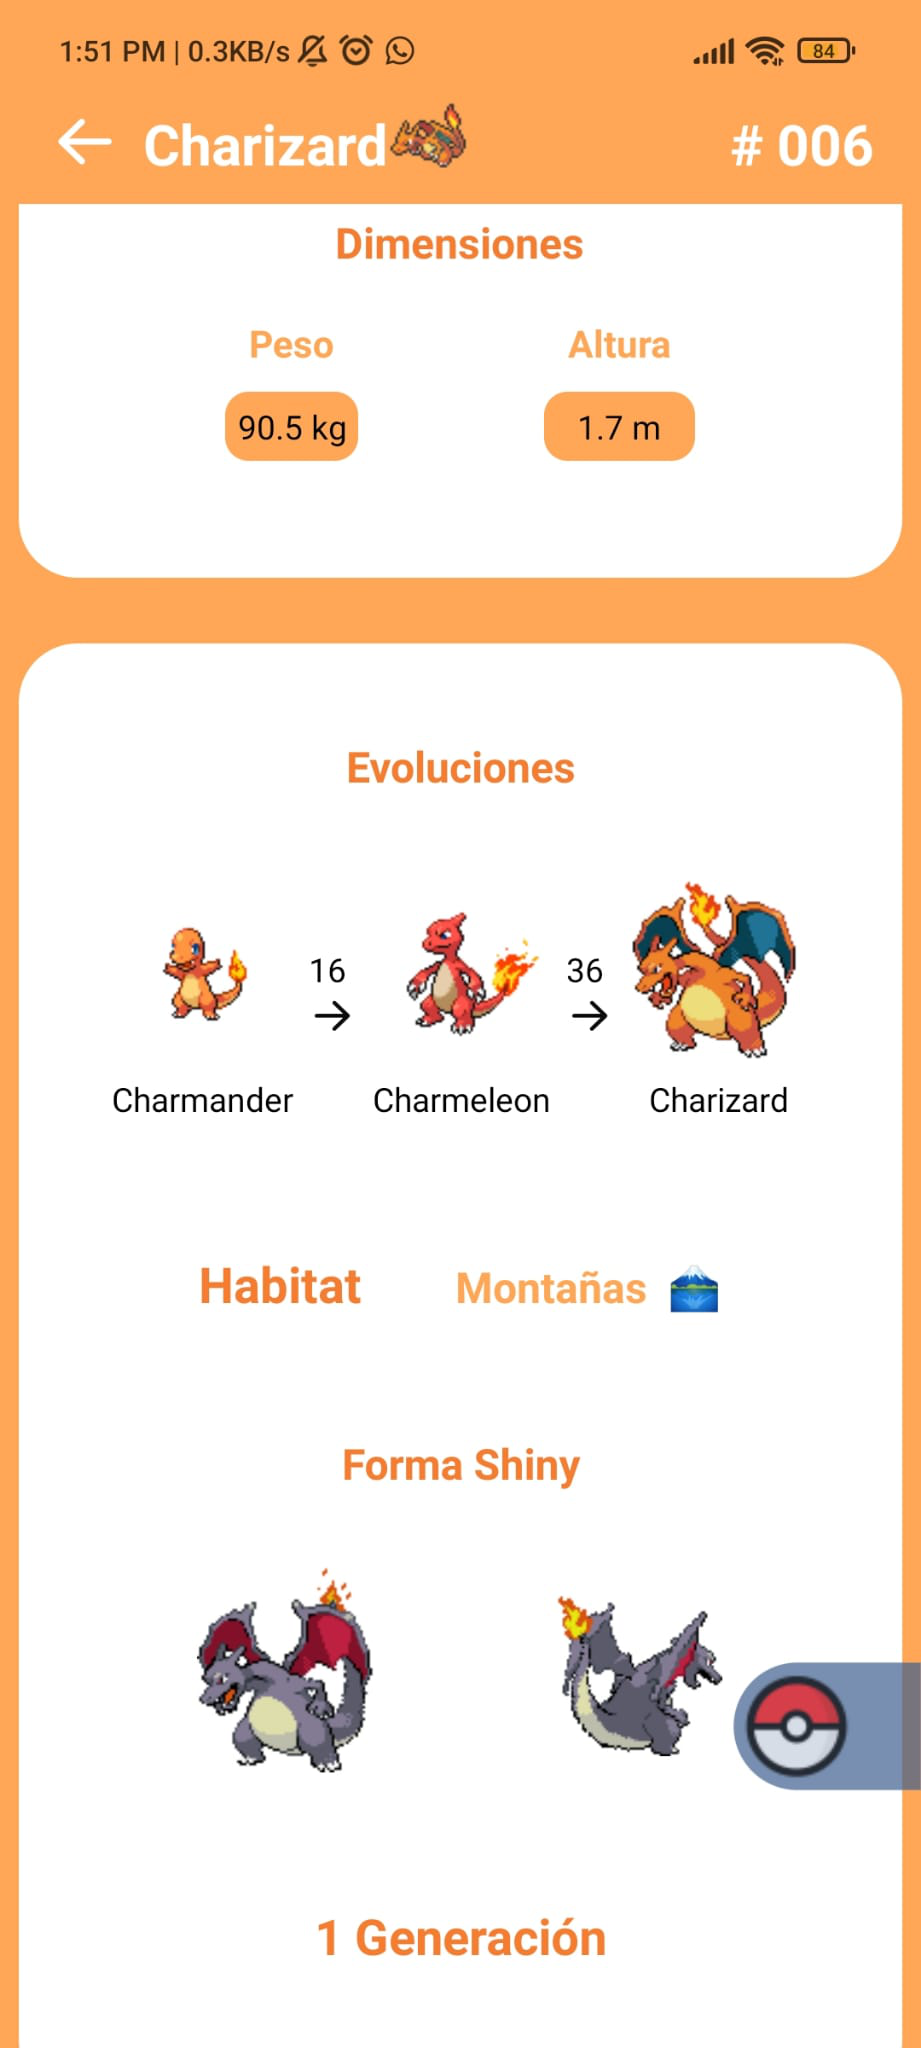 1:51 PM | 0.3KB/s
84
Charizard
# 006
Dimensiones
Peso
Altura
90.5 kg
1.7 m
Evoluciones
16
36
Charmander
Charmeleon
Charizard
Habitat
Montañas
Forma Shiny
1 Generación